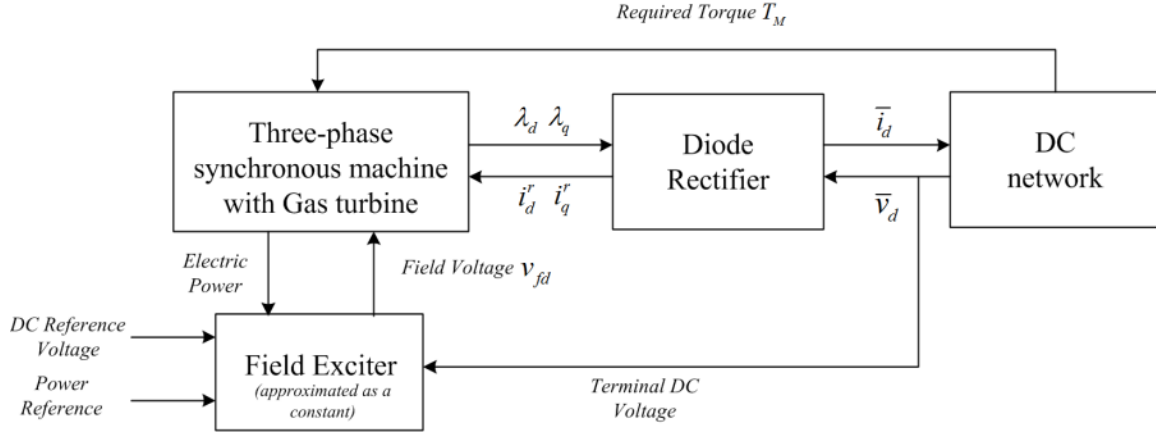 Required Torque T_M
Three-phase
synchronous machine
with Gas turbine
λ_d λ_q
i_d^r i_q^r
Diode
Rectifier
i̅_d
v̅_d
DC
network
Electric
Power
Field Voltage v_fd
DC Reference
Voltage
Power
Reference
Field Exciter
(approximated as a
constant)
Terminal DC
Voltage